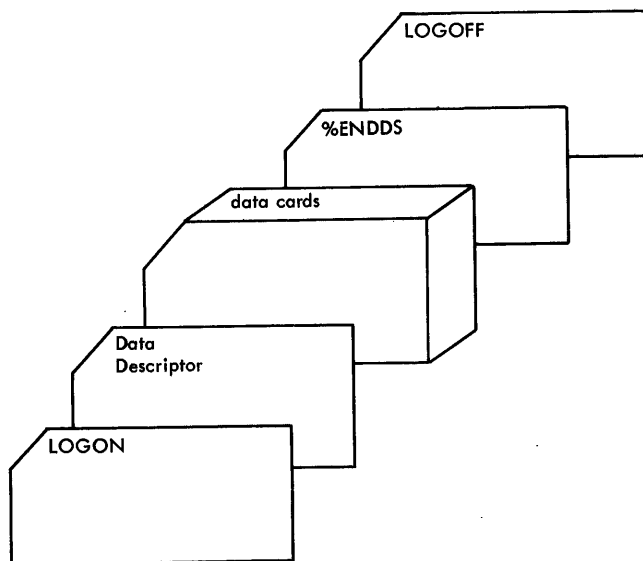 LOGOFF
%ENDDS
data cards
Data
Descriptor
LOGON